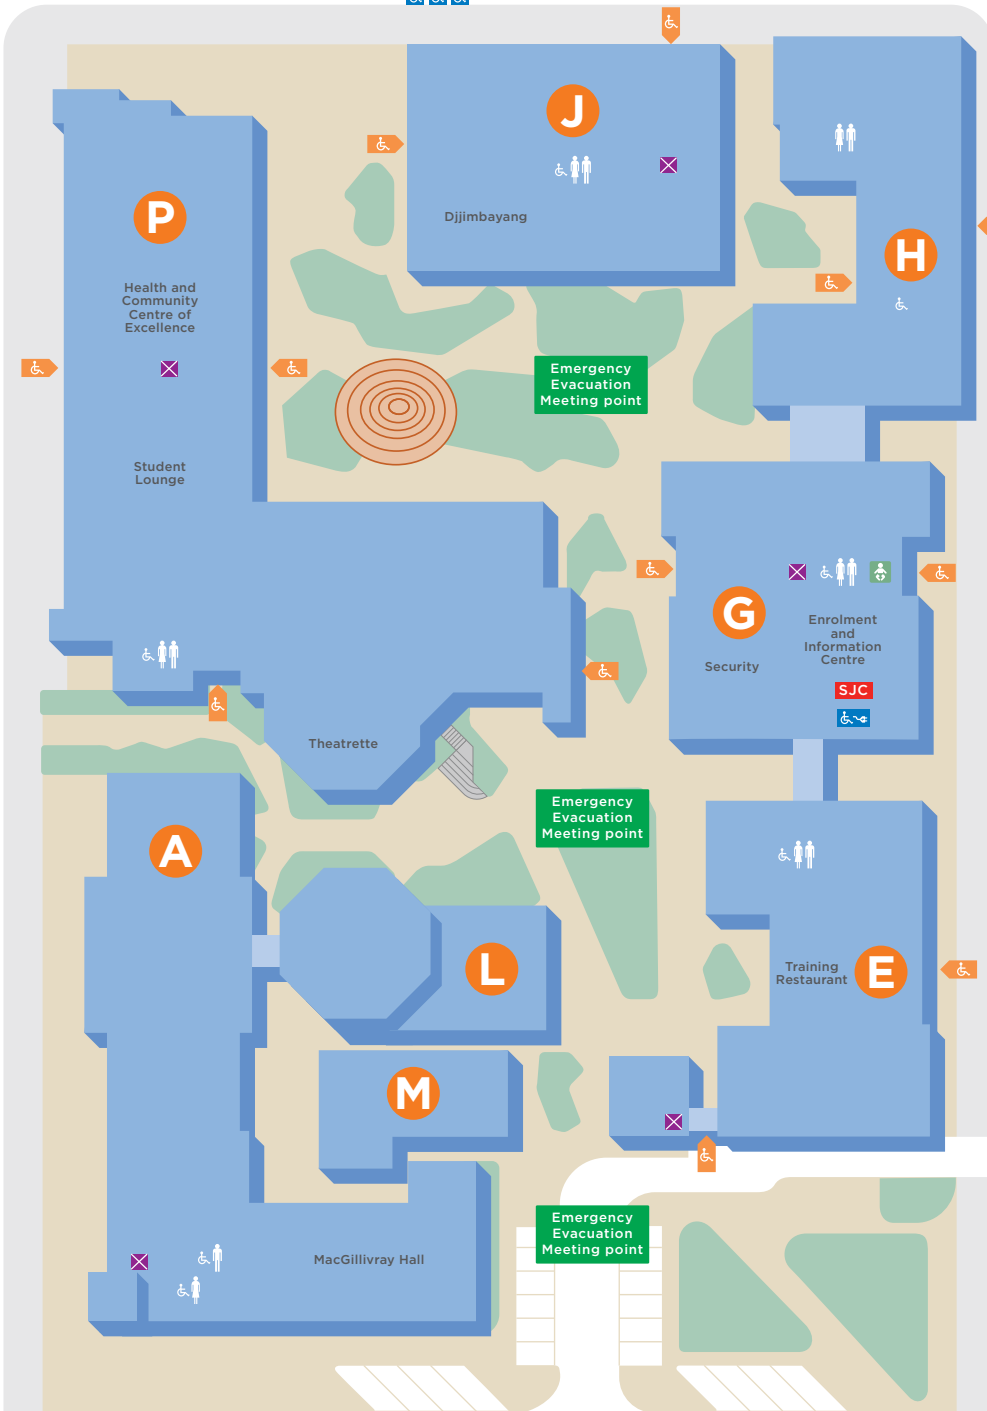 J
Djjimbayang
P
H
Health and
Community
Centre of
Excellence
Emergency
Evacuation
Meeting point
Student
Lounge
G
Enrolment
and
Information
Centre
Security
SJC
Theatrette
Emergency
Evacuation
Meeting point
A
L
Training
Restaurant
E
M
Emergency
Evacuation
Meeting point
MacGillivray Hall